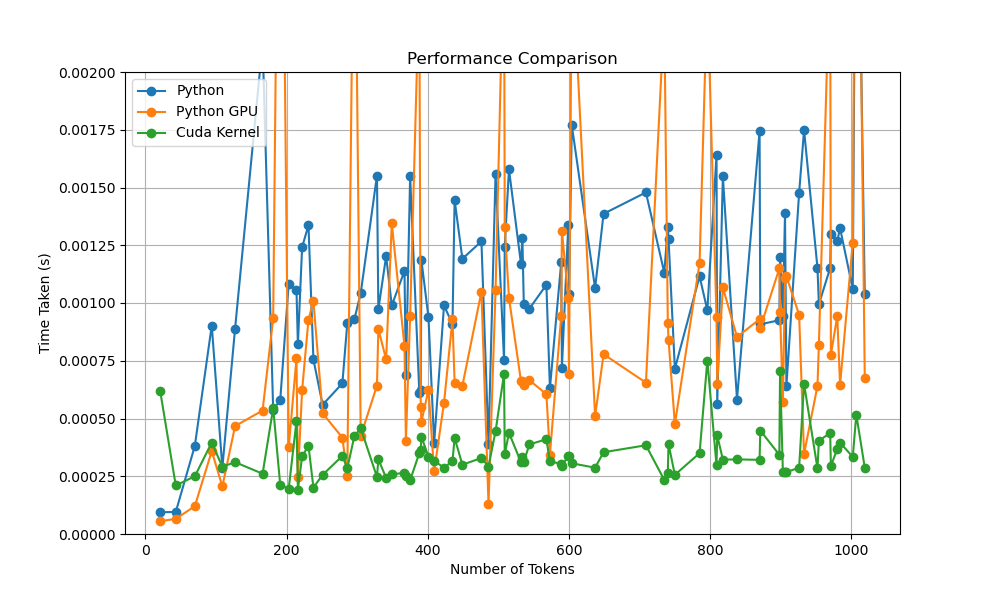 Performance Comparison
Time Taken (s)
0.00200
0.00175
0.00150
0.00125
0.00100
0.00075
0.00050
0.00025
0.00000
Python
Python GPU
Cuda Kernel
0 200 400 600 800 1000
Number of Tokens